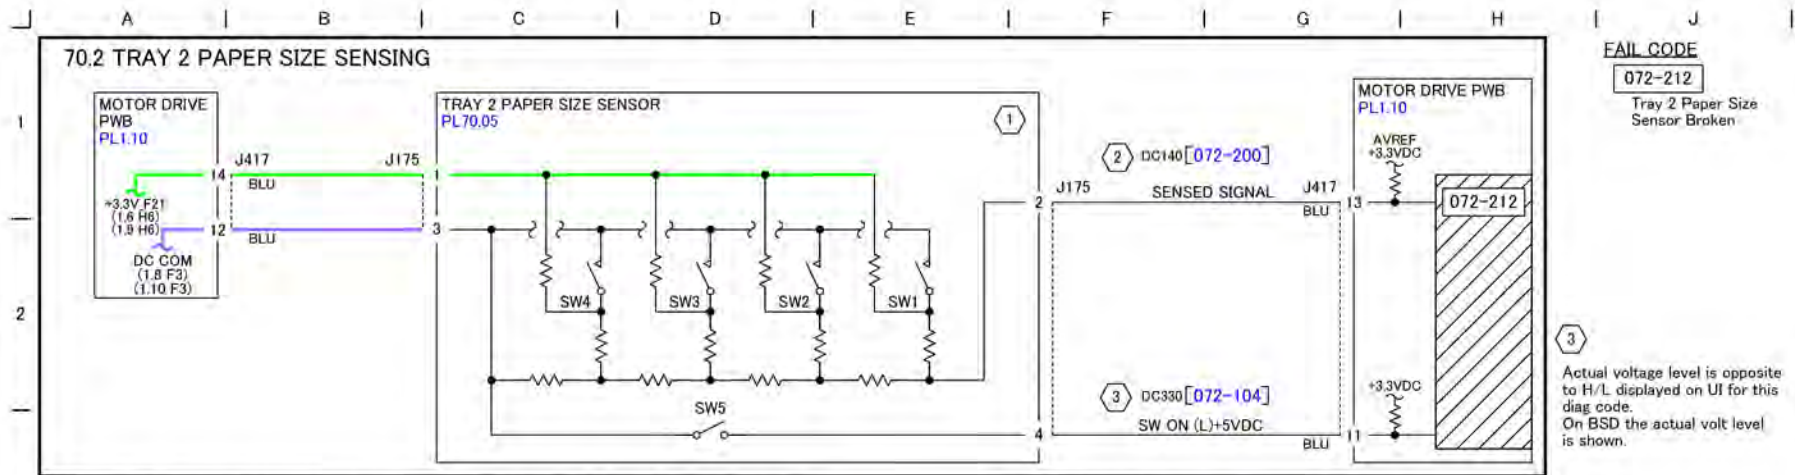 A B C D E F G H J
70.2 TRAY 2 PAPER SIZE SENSING
1
2
MOTOR DRIVE
PWB
PL1.10
J417
14
BLU
+3.3V F21
(1.6 H6)
(1.9 H6)
12
BLU
DC COM
(1.8 F3)
(1.10 F3)
J175
1
3
TRAY 2 PAPER SIZE SENSOR
PL70.05
1
SW4
SW3
SW2
SW1
SW5
2
4
J175
2
DC140[072-200]
SENSED SIGNAL
J417
BLU
13
3
DC330[072-104]
SW ON (L)+5VDC
BLU
11
MOTOR DRIVE PWB
PL1.10
AVREF
+3.3VDC
072-212
+3.3VDC
FAIL CODE
072-212
Tray 2 Paper Size
Sensor Broken
3
Actual voltage level is opposite
to H/L displayed on UI for this
diag code.
On BSD the actual volt level
is shown.